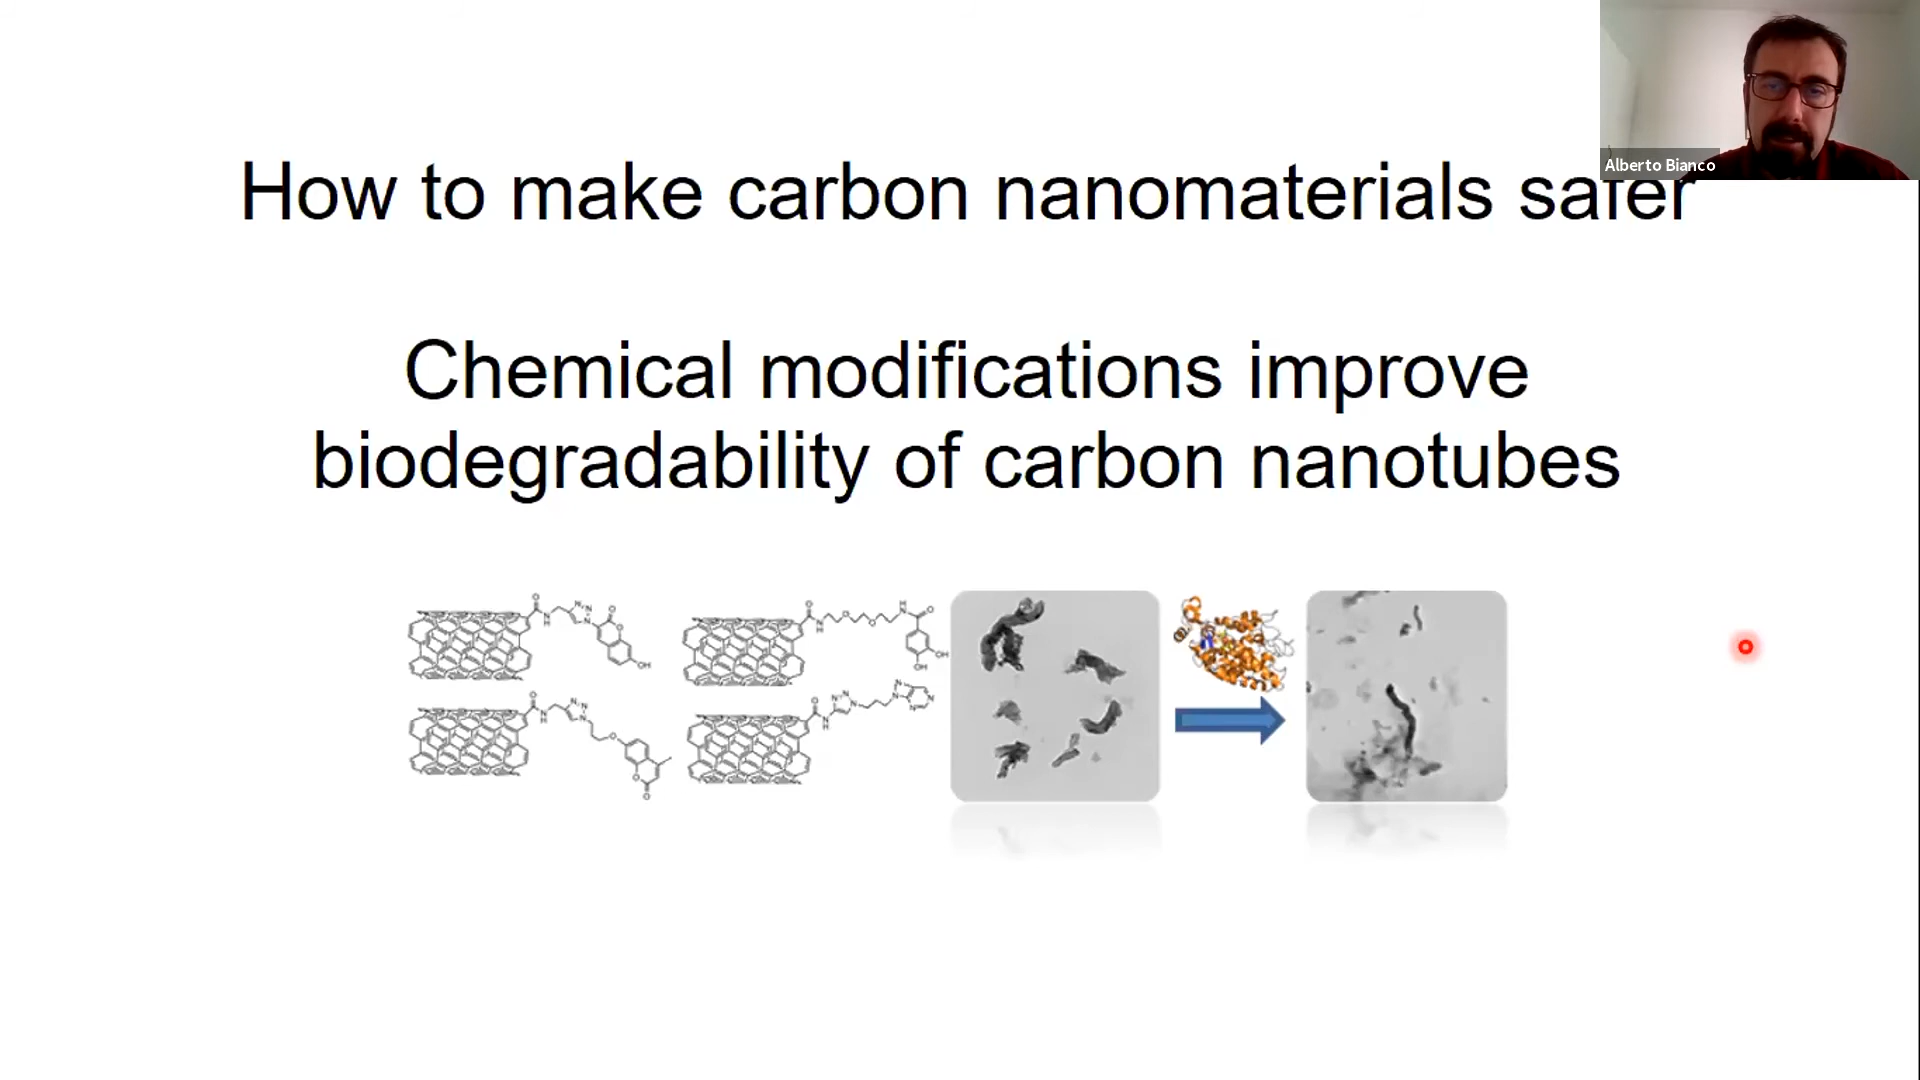 Alberto Bianco
How to make carbon nanomaterials safer
Chemical modifications improve
biodegradability of carbon nanotubes